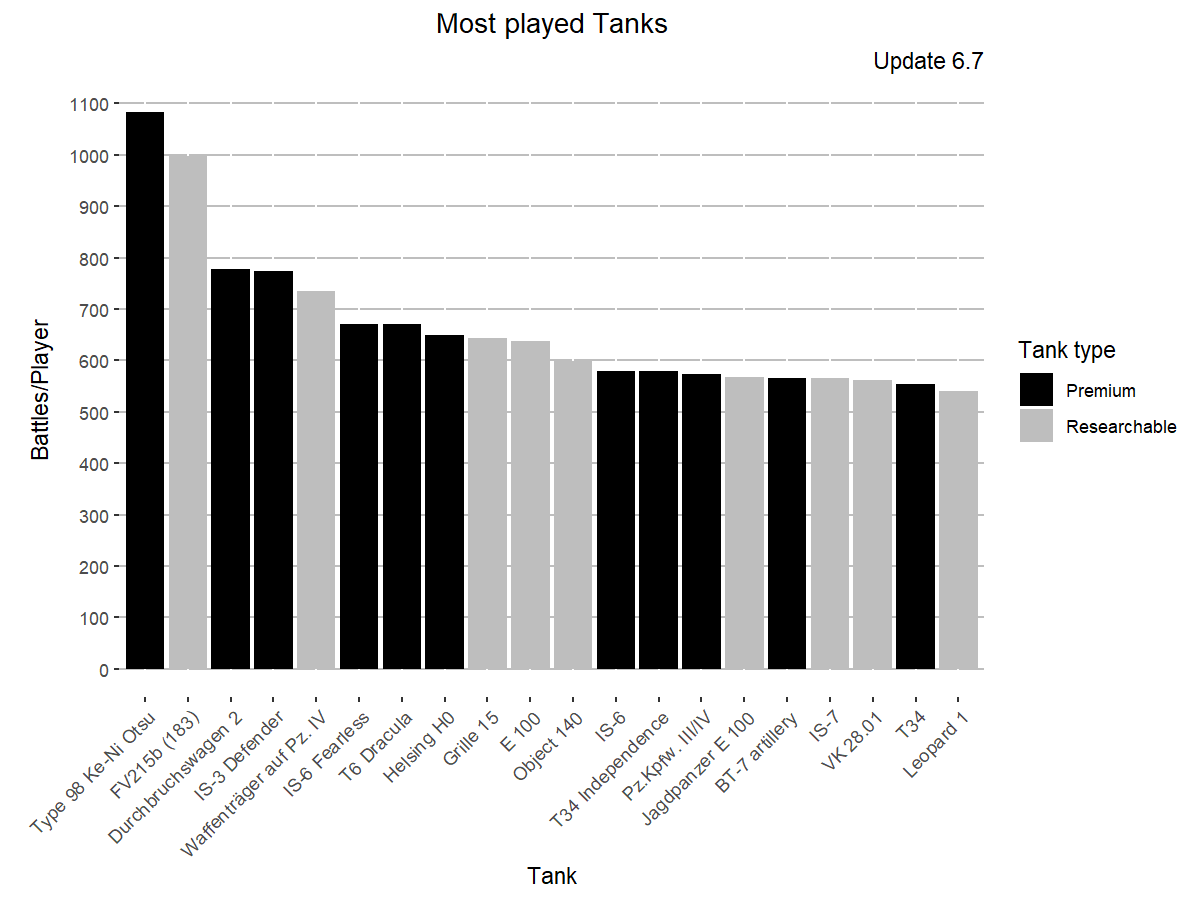 Most played Tanks
Update 6.7
Battles/Player
1100
1000
900
800
700
600
500
400
300
200
100
0
Type 98 Ke-Ni Otsu
FV215b (183)
Durchbruchswagen 2
IS-3 Defender
Waffenträger auf Pz. IV
IS-6 Fearless
T6 Dracula
Helsing H0
Grille 15
E 100
Object 140
IS-6
T34 Independence
Pz.Kpfw. III/IV
Jagdpanzer E 100
BT-7 artillery
IS-7
VK 28.01
T34
Leopard 1
Tank
Tank type
Premium
Researchable